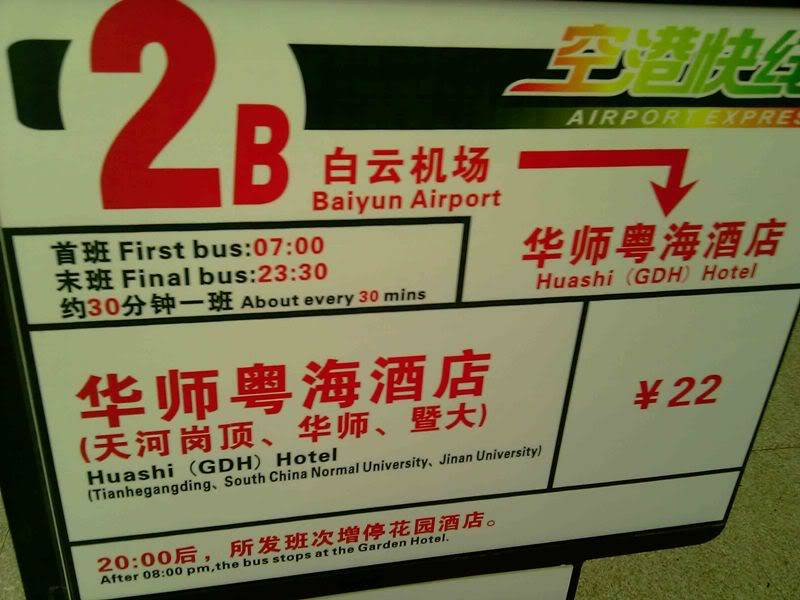 2B
空港快线
AIRPORT EXPRES
白云机场
Baiyun Airport
华师粤海酒店
Huashi (GDH) Hotel
首班 First bus:07:00
末班 Final bus:23:30
约30分钟一班 About every 30 mins
华师粤海酒店
(天河岗顶、华师、暨大)
Huashi (GDH) Hotel
(Tianhegangding、South China Normal University、Jinan University)
￥22
20:00后，所发班次增停花园酒店。
After 08:00 pm,the bus stops at the Garden Hotel.